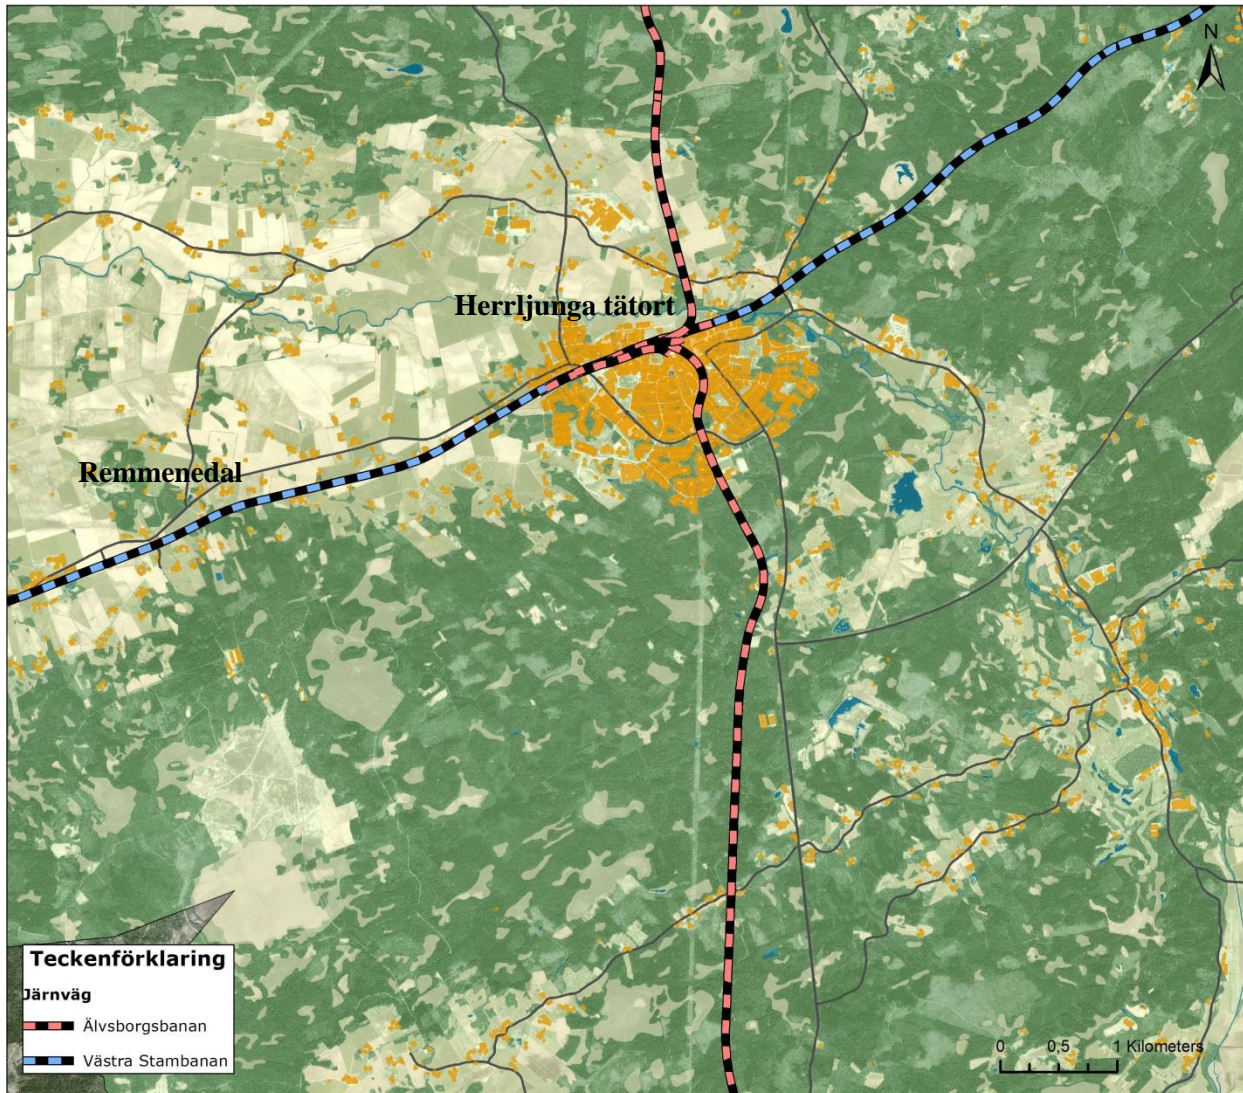 N
Herrljunga tätort
Remmenedal
Teckenförklaring
Järnväg
Älvsborgsbanan
Västra Stambanan
0 0,5 1 Kilometers